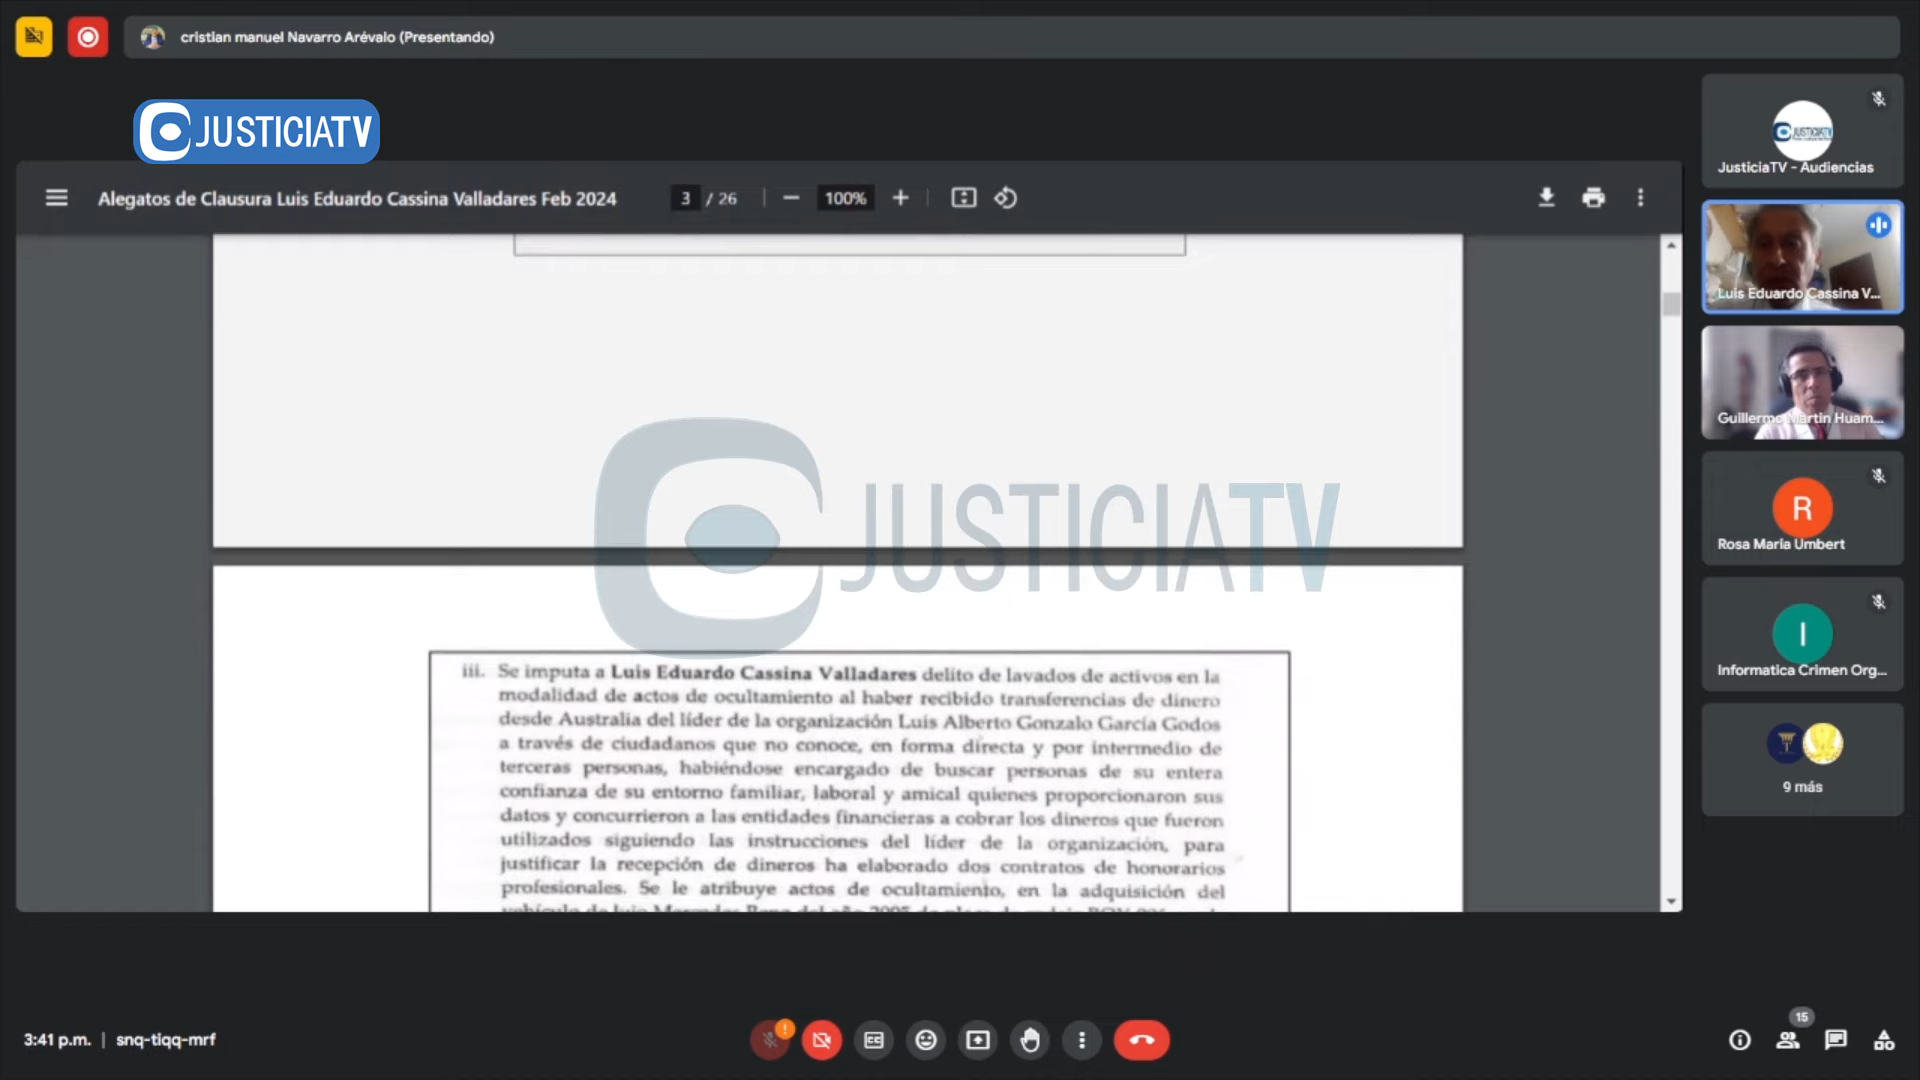 cristian manuel Navarro Arévalo (Presentando)
JUSTICIATV
Alegatos de Clausura Luis Eduardo Cassina Valladares Feb 2024
3 / 26
100%
JUSTICIATV
iii. Se imputa a Luis Eduardo Cassina Valladares delito de lavados de activos en la
modalidad de actos de ocultamiento al haber recibido transferencias de dinero
desde Australia del líder de la organización Luis Alberto Gonzalo García Godos
a través de ciudadanos que no conoce, en forma directa y por intermedio de
terceras personas, habiéndose encargado de buscar personas de su entera
confianza de su entorno familiar, laboral y amical quienes proporcionaron sus
datos y concurrieron a las entidades financieras a cobrar los dineros que fueron
utilizados siguiendo las instrucciones del líder de la organización, para
justificar la recepción de dineros ha elaborado dos contratos de honorarios
profesionales. Se le atribuye actos de ocultamiento, en la adquisición del
JUSTICIATV
JusticiaTV - Audiencias
Luis Eduardo Cassina V...
Guillermo Martin Huam...
R
Rosa Maria Umbert
I
Informatica Crimen Org...
9 más
3:41 p.m. | snq-tiqq-mrf
15